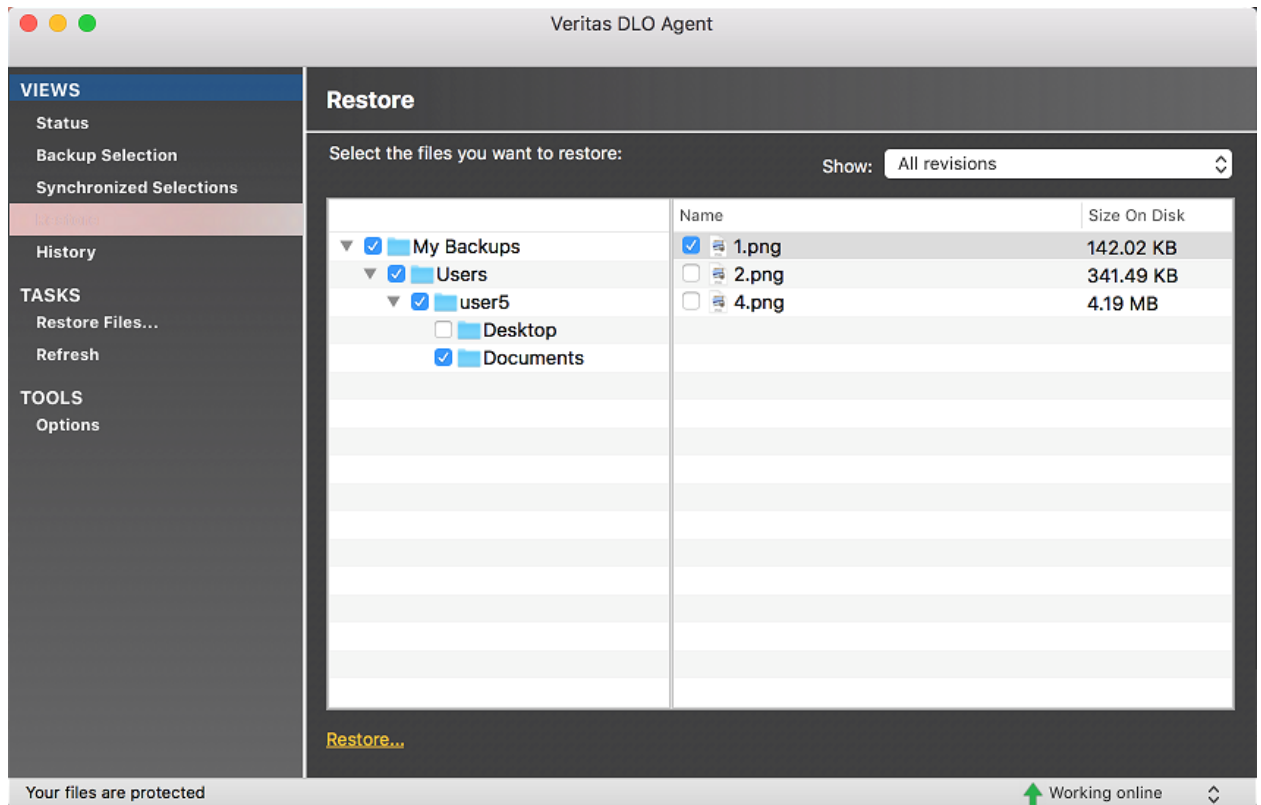 Veritas DLO Agent
VIEWS
Status
Backup Selection
Synchronized Selections
History
TASKS
Restore Files...
Refresh
TOOLS
Options
Restore
Select the files you want to restore:
Show: All revisions
Name Size On Disk
My Backups
Users
user5
Desktop
Documents
1.png 142.02 KB
2.png 341.49 KB
4.png 4.19 MB
Restore...
Your files are protected
Working online